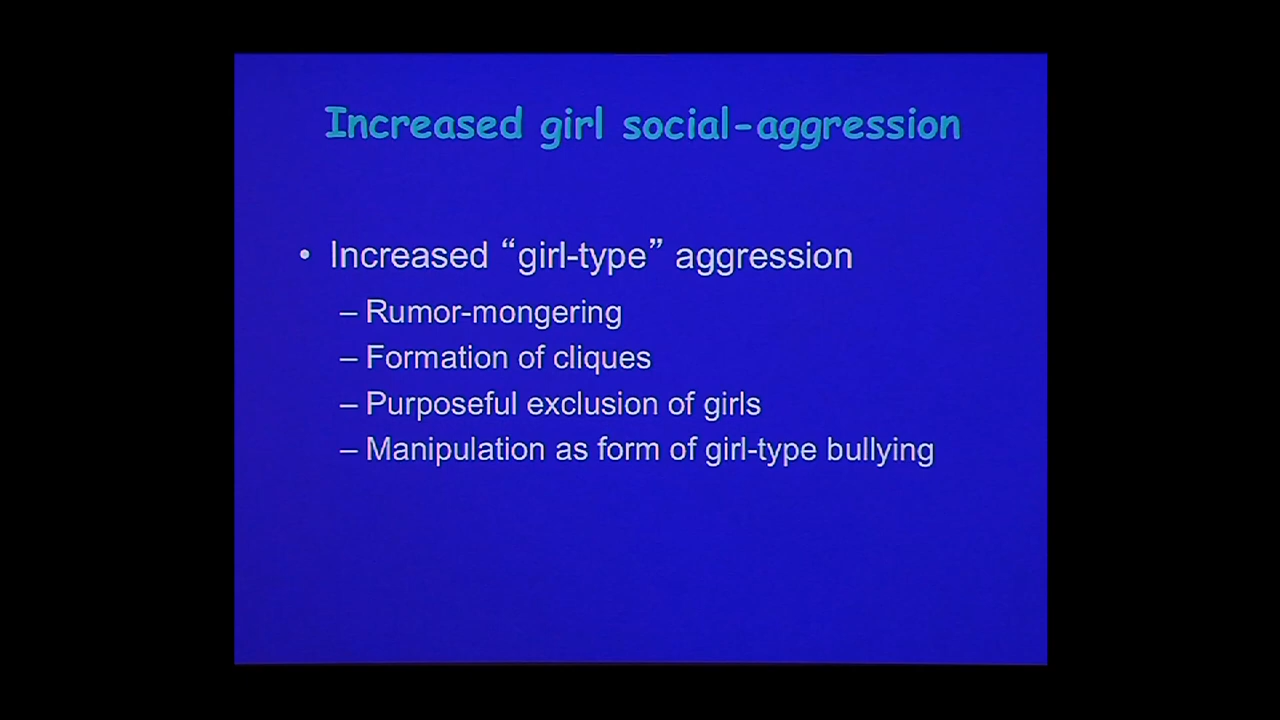 Increased girl social-aggression
• Increased “girl-type” aggression
– Rumor-mongering
– Formation of cliques
– Purposeful exclusion of girls
– Manipulation as form of girl-type bullying